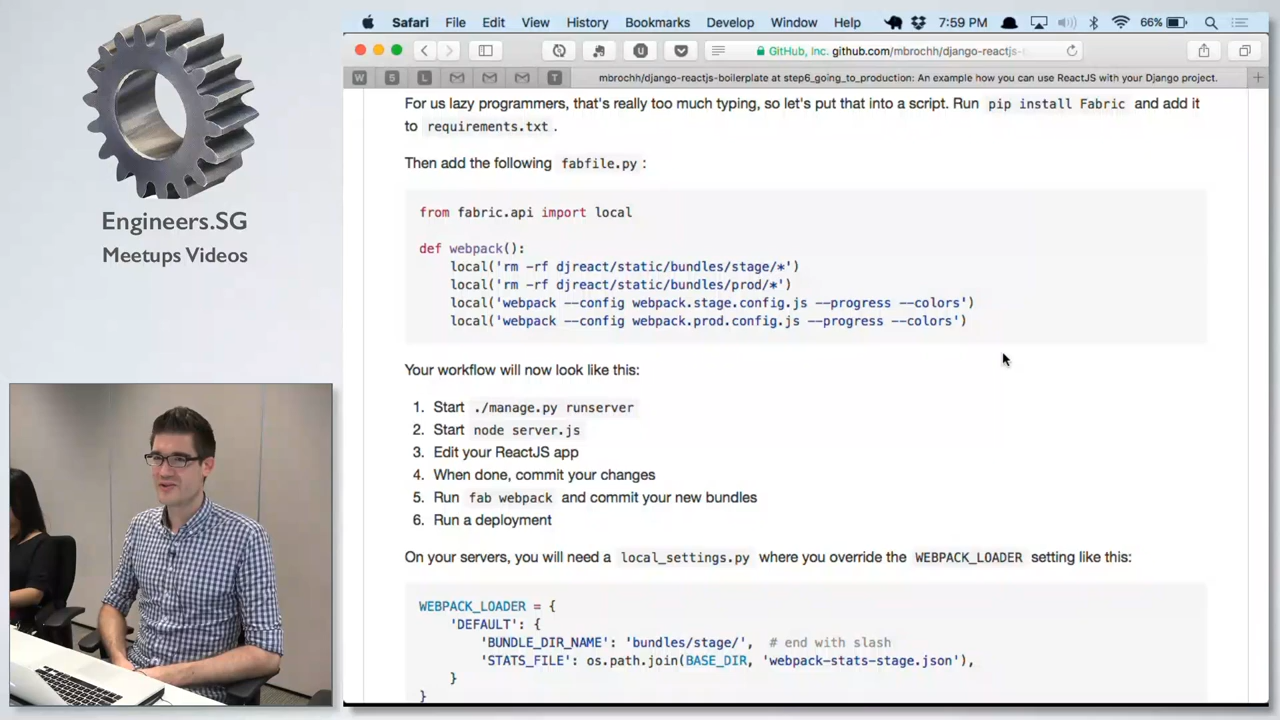 Engineers.SG
Meetups Videos
Safari File Edit View History Bookmarks Develop Window Help 7:59 PM 66%
GitHub, Inc. github.com/mbrochh/django-reactjs-
W 5 L T mbrochh/django-reactjs-boilerplate at step6_going_to_production: An example how you can use ReactJS with your Django project.
For us lazy programmers, that's really too much typing, so let's put that into a script. Run pip install Fabric and add it
to requirements.txt .
Then add the following fabfile.py :
from fabric.api import local
def webpack():
local('rm -rf djreact/static/bundles/stage/*')
local('rm -rf djreact/static/bundles/prod/*')
local('webpack --config webpack.stage.config.js --progress --colors')
local('webpack --config webpack.prod.config.js --progress --colors')
Your workflow will now look like this:
1. Start ./manage.py runserver
2. Start node server.js
3. Edit your ReactJS app
4. When done, commit your changes
5. Run fab webpack and commit your new bundles
6. Run a deployment
On your servers, you will need a local_settings.py where you override the WEBPACK_LOADER setting like this:
WEBPACK_LOADER = {
'DEFAULT': {
'BUNDLE_DIR_NAME': 'bundles/stage/', # end with slash
'STATS_FILE': os.path.join(BASE_DIR, 'webpack-stats-stage.json'),
}
}